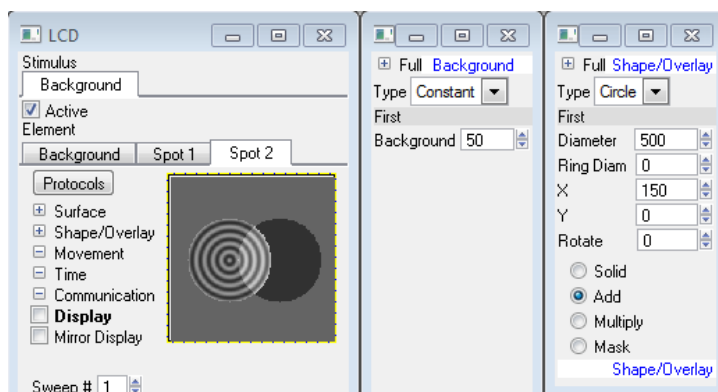 LCD
Stimulus
Background
Active
Element
Background Spot 1 Spot 2
Protocols
Surface
Shape/Overlay
Movement
Time
Communication
Display
Mirror Display
Sweep # 1
Full Background
Type Constant
First
Background 50
Full Shape/Overlay
Type Circle
First
Diameter 500
Ring Diam 0
X 150
Y 0
Rotate 0
Solid
Add
Multiply
Mask
Shape/Overlay